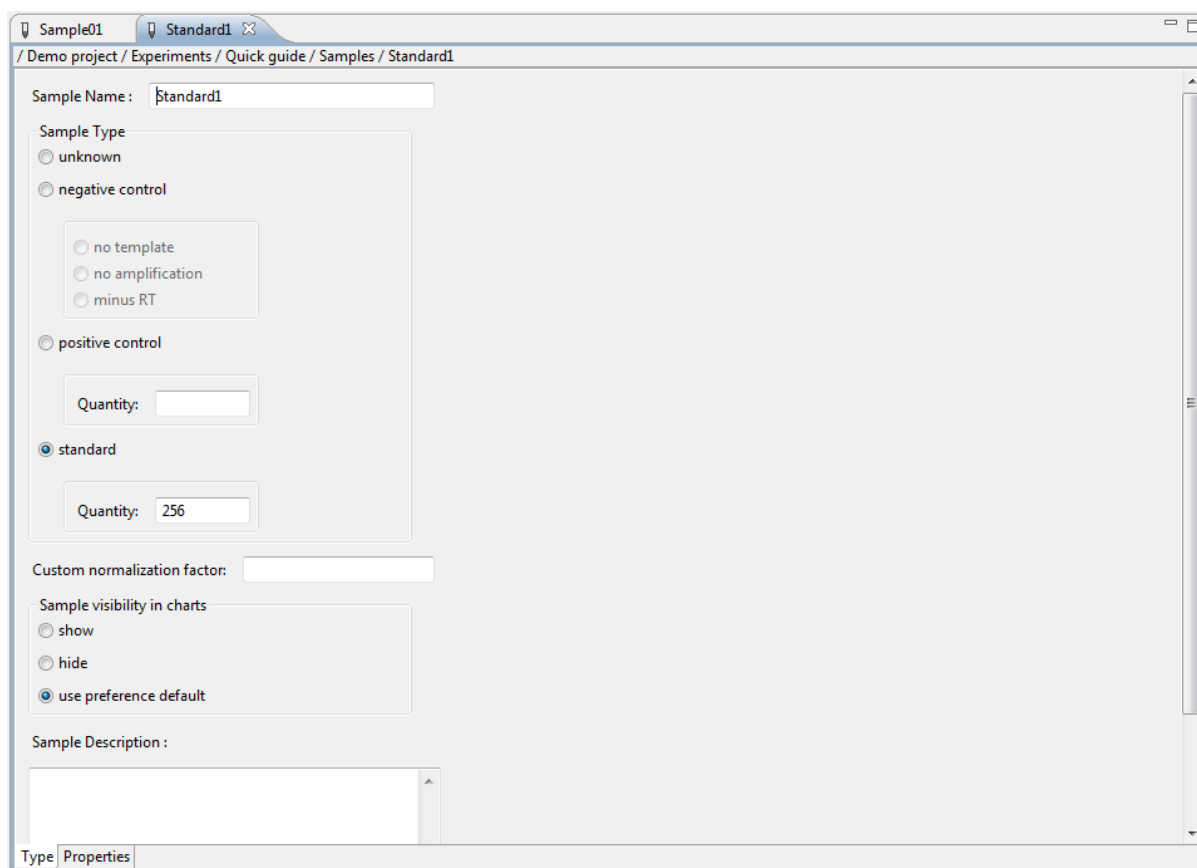 Sample01 Standard1
/ Demo project / Experiments / Quick guide / Samples / Standard1
Sample Name : Standard1
Sample Type
unknown
negative control
no template
no amplification
minus RT
positive control
Quantity:
standard
Quantity: 256
Custom normalization factor:
Sample visibility in charts
show
hide
use preference default
Sample Description :
Type Properties